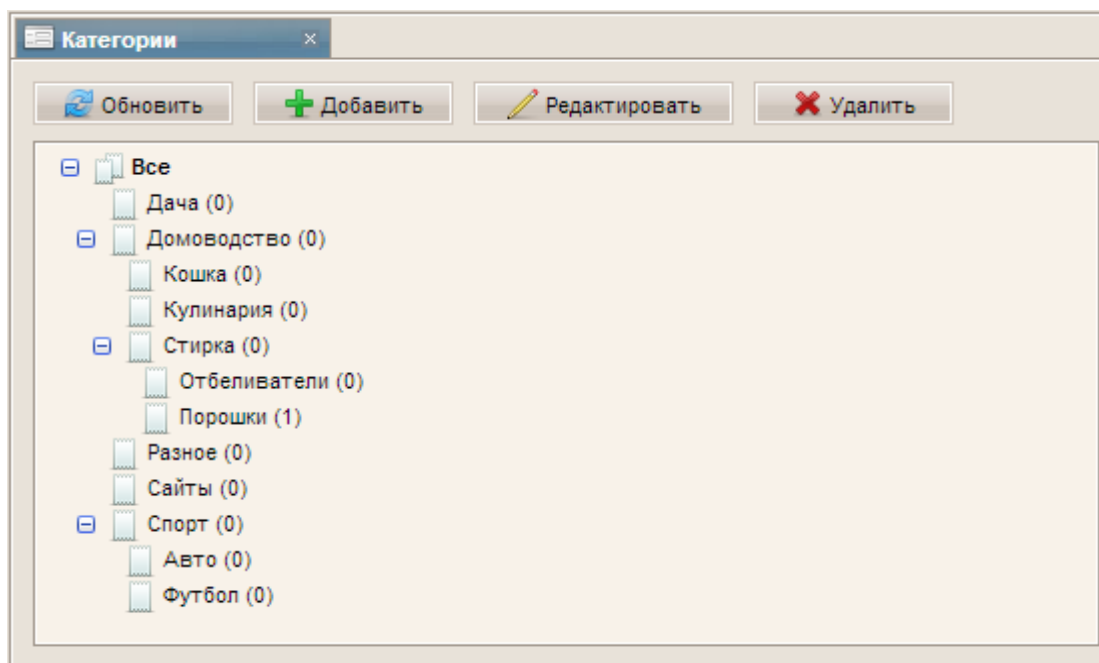 Категории
Обновить Добавить Редактировать Удалить
Все
Дача (0)
Домоводство (0)
Кошка (0)
Кулинария (0)
Стирка (0)
Отбеливатели (0)
Порошки (1)
Разное (0)
Сайты (0)
Спорт (0)
Авто (0)
Футбол (0)